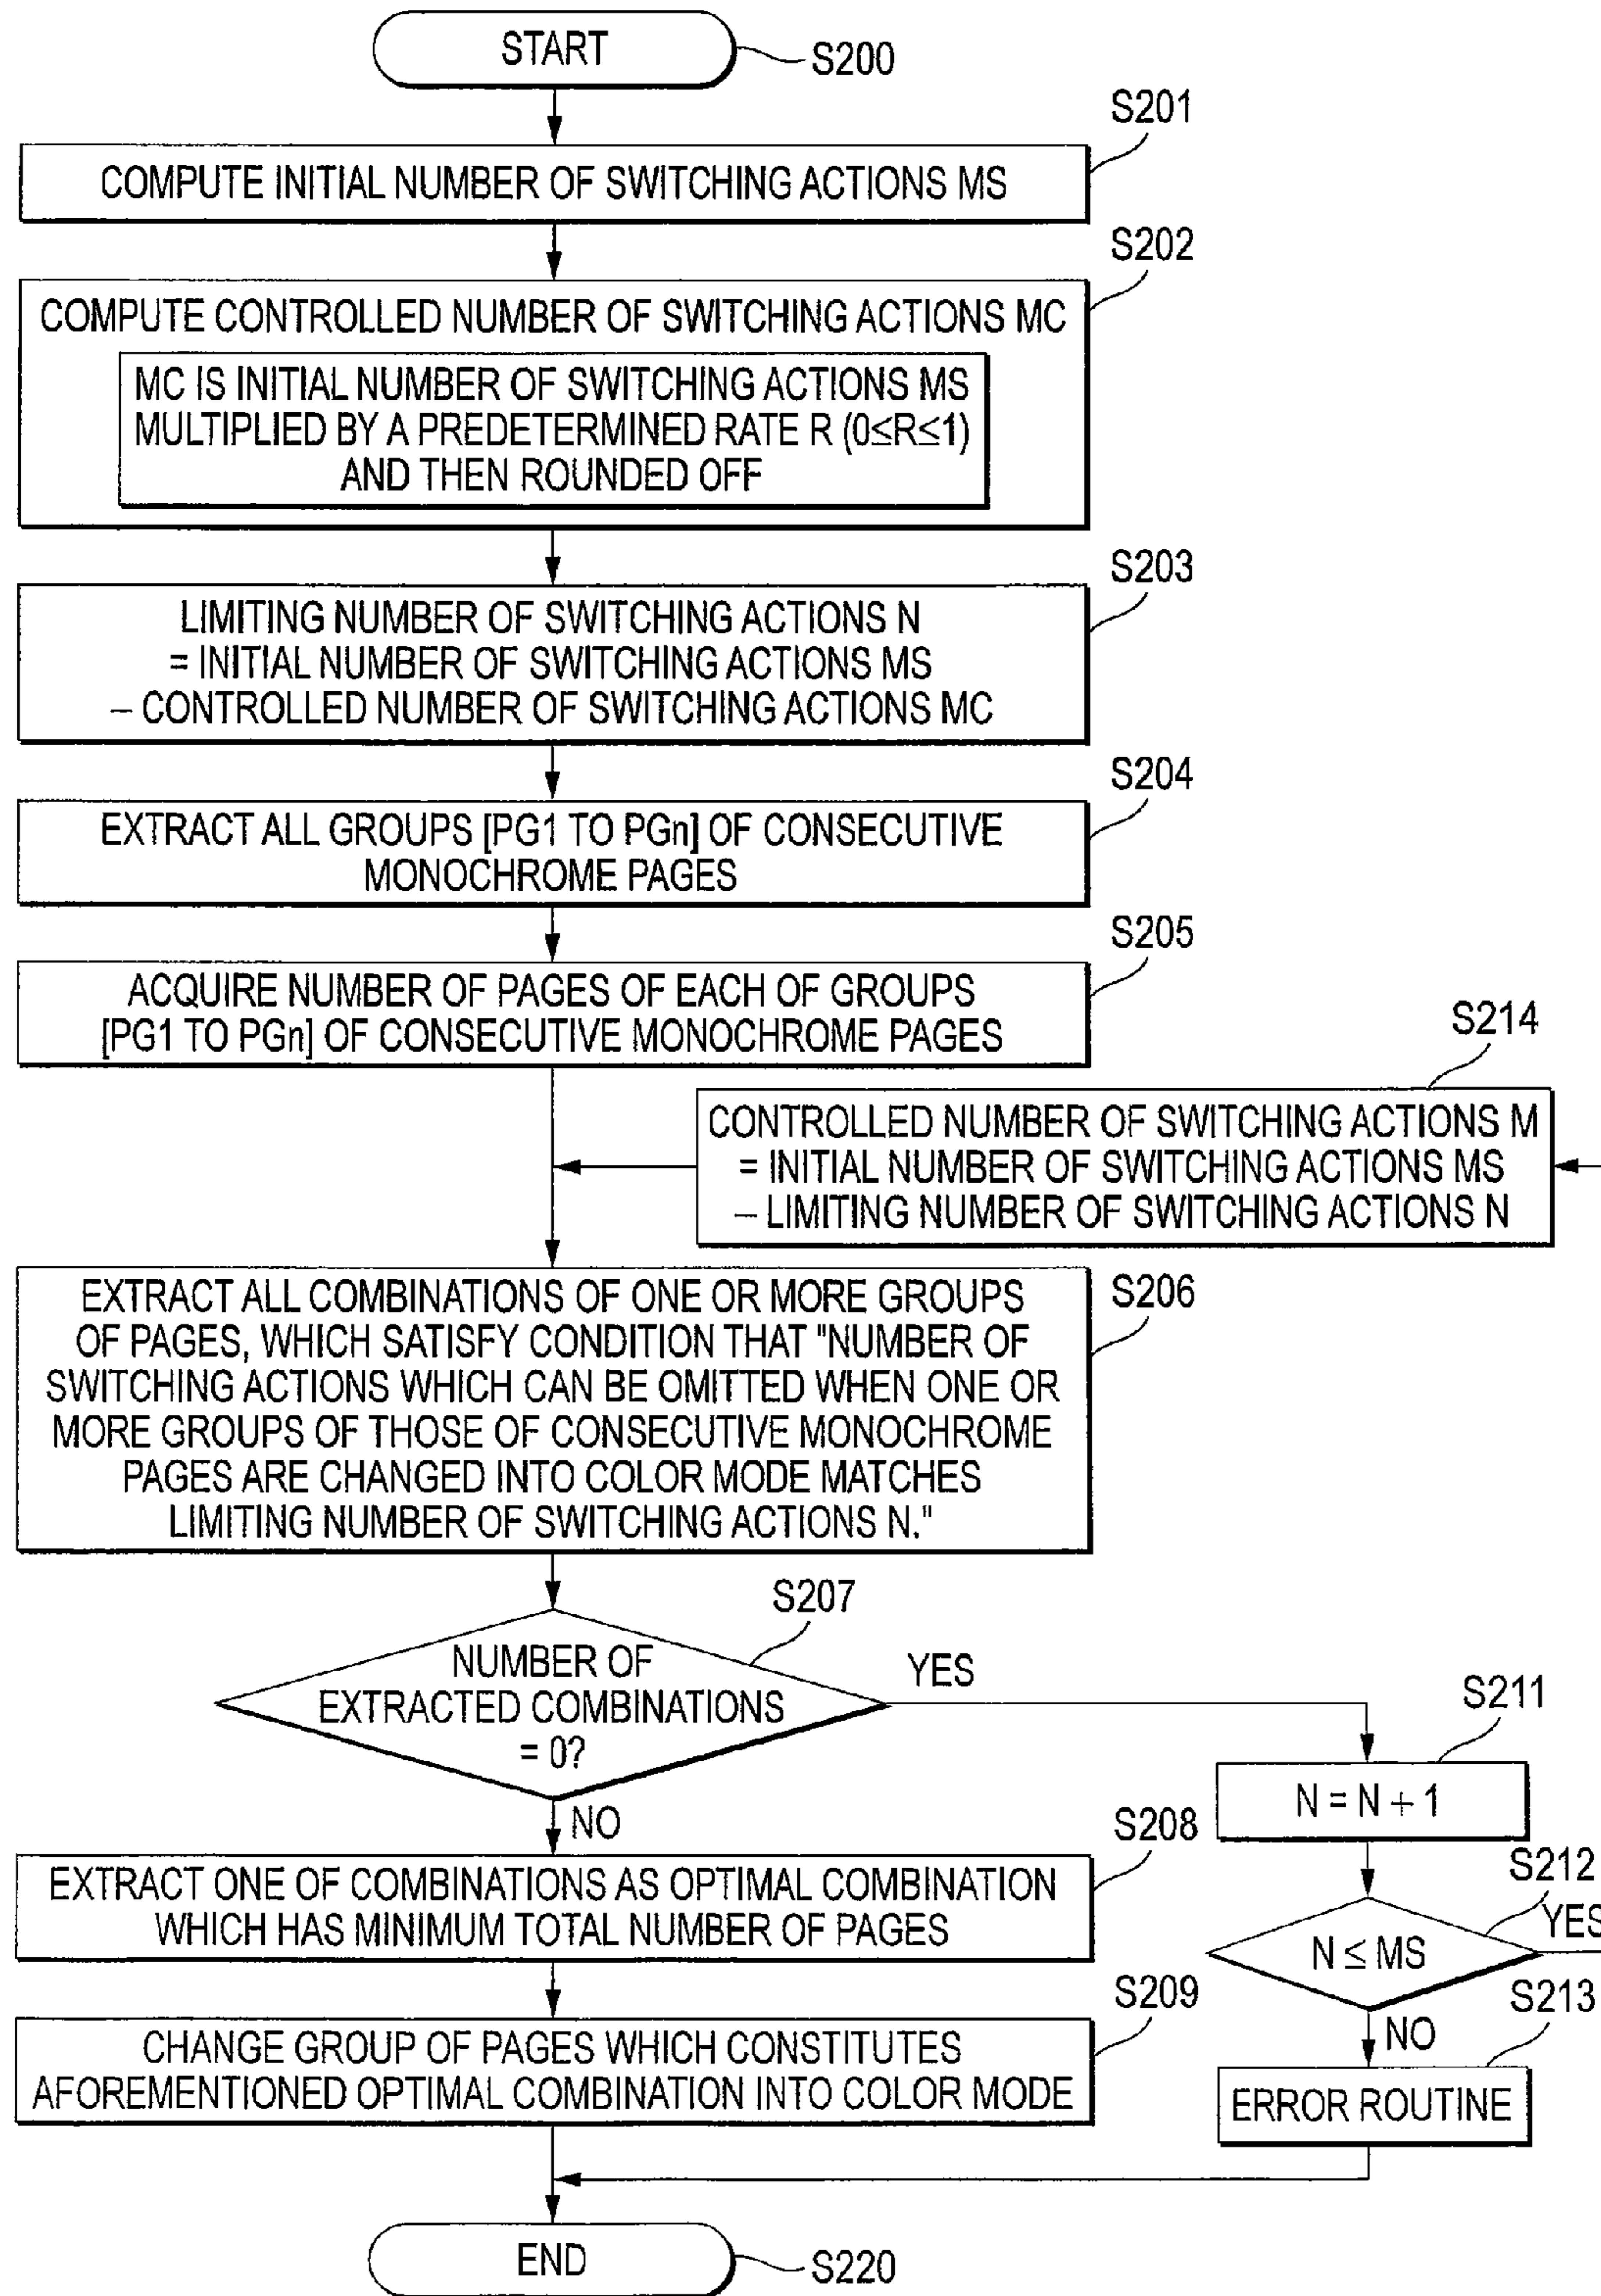 START
S200
S201
COMPUTE INITIAL NUMBER OF SWITCHING ACTIONS MS
S202
COMPUTE CONTROLLED NUMBER OF SWITCHING ACTIONS MC
MC IS INITIAL NUMBER OF SWITCHING ACTIONS MS
MULTIPLIED BY A PREDETERMINED RATE R (0≤R≤1)
AND THEN ROUNDED OFF
S203
LIMITING NUMBER OF SWITCHING ACTIONS N
= INITIAL NUMBER OF SWITCHING ACTIONS MS
– CONTROLLED NUMBER OF SWITCHING ACTIONS MC
S204
EXTRACT ALL GROUPS [PG1 TO PGn] OF CONSECUTIVE
MONOCHROME PAGES
S205
ACQUIRE NUMBER OF PAGES OF EACH OF GROUPS
[PG1 TO PGn] OF CONSECUTIVE MONOCHROME PAGES
S214
CONTROLLED NUMBER OF SWITCHING ACTIONS M
= INITIAL NUMBER OF SWITCHING ACTIONS MS
– LIMITING NUMBER OF SWITCHING ACTIONS N
S206
EXTRACT ALL COMBINATIONS OF ONE OR MORE GROUPS
OF PAGES, WHICH SATISFY CONDITION THAT "NUMBER OF
SWITCHING ACTIONS WHICH CAN BE OMITTED WHEN ONE OR
MORE GROUPS OF THOSE OF CONSECUTIVE MONOCHROME
PAGES ARE CHANGED INTO COLOR MODE MATCHES
LIMITING NUMBER OF SWITCHING ACTIONS N."
S207
NUMBER OF
EXTRACTED COMBINATIONS
= 0?
YES
NO
S211
N = N + 1
S208
EXTRACT ONE OF COMBINATIONS AS OPTIMAL COMBINATION
WHICH HAS MINIMUM TOTAL NUMBER OF PAGES
S212
N ≤ MS
YES
NO
S209
CHANGE GROUP OF PAGES WHICH CONSTITUTES
AFOREMENTIONED OPTIMAL COMBINATION INTO COLOR MODE
S213
ERROR ROUTINE
END
S220